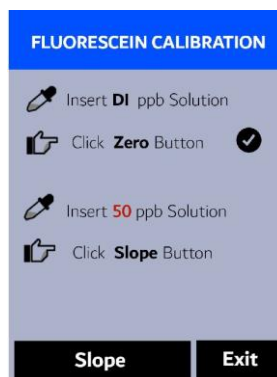 FLUORESCEIN CALIBRATION
Insert DI ppb Solution
Click Zero Button
Insert 50 ppb Solution
Click Slope Button
Slope Exit